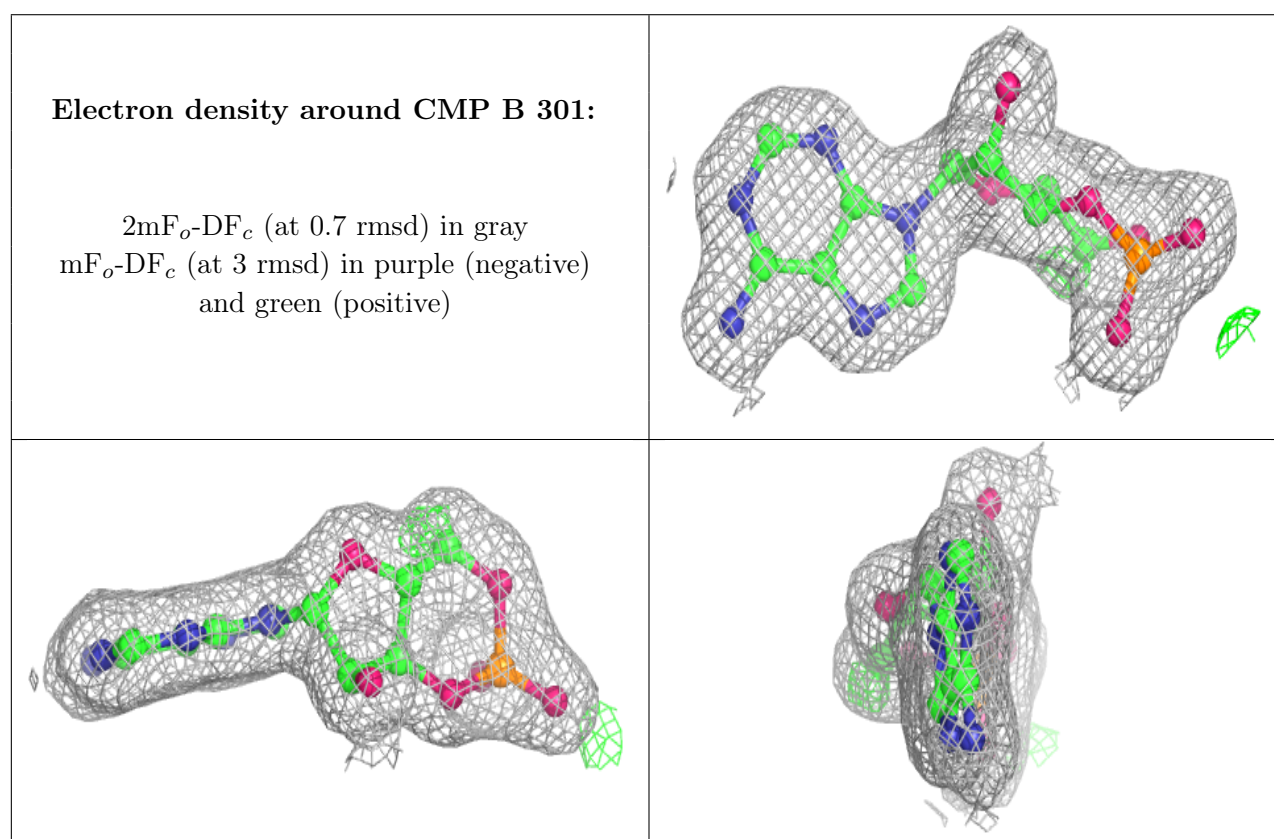 Electron density around CMP B 301:
2mFo-DFc (at 0.7 rmsd) in gray
mFo-DFc (at 3 rmsd) in purple (negative)
and green (positive)